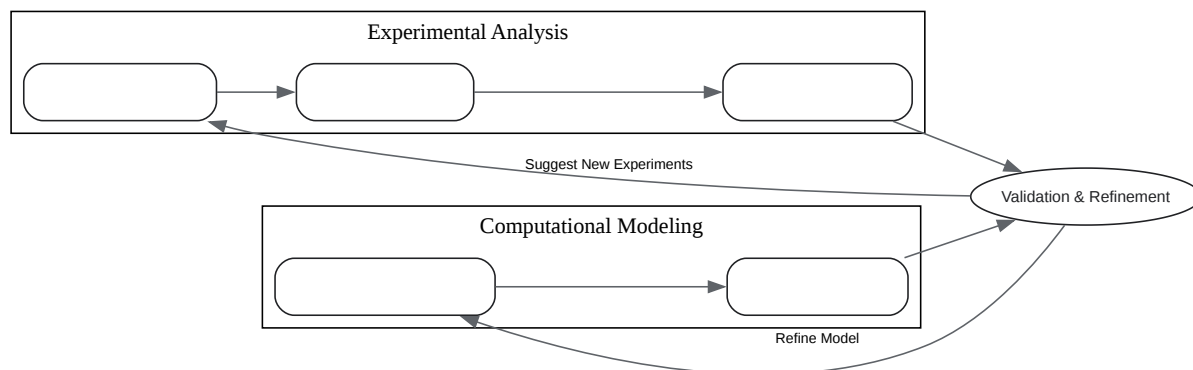 Experimental Analysis
Suggest New Experiments
Validation & Refinement
Computational Modeling
Refine Model